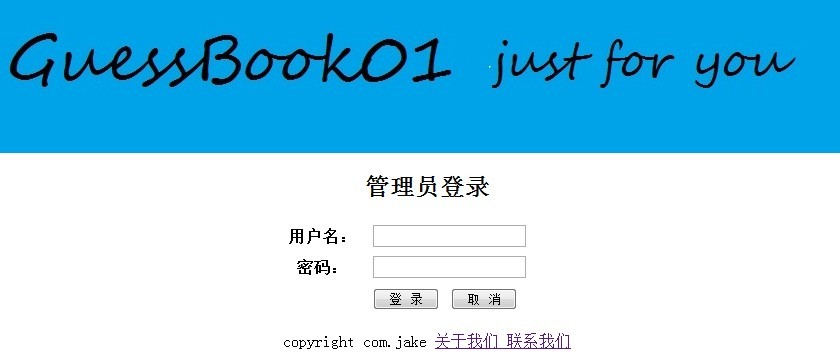 GuessBook01 just for you
管理员登录
用户名：
密码：
登 录 取 消
copyright com.jake 关于我们 联系我们